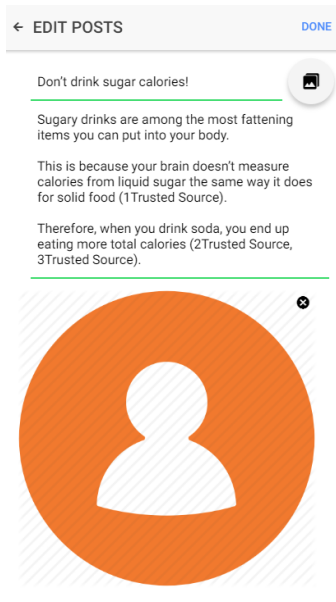 EDIT POSTS
DONE
Don't drink sugar calories!
Sugary drinks are among the most fattening
items you can put into your body.
This is because your brain doesn't measure
calories from liquid sugar the same way it does
for solid food (1Trusted Source).
Therefore, when you drink soda, you end up
eating more total calories (2Trusted Source,
3Trusted Source).